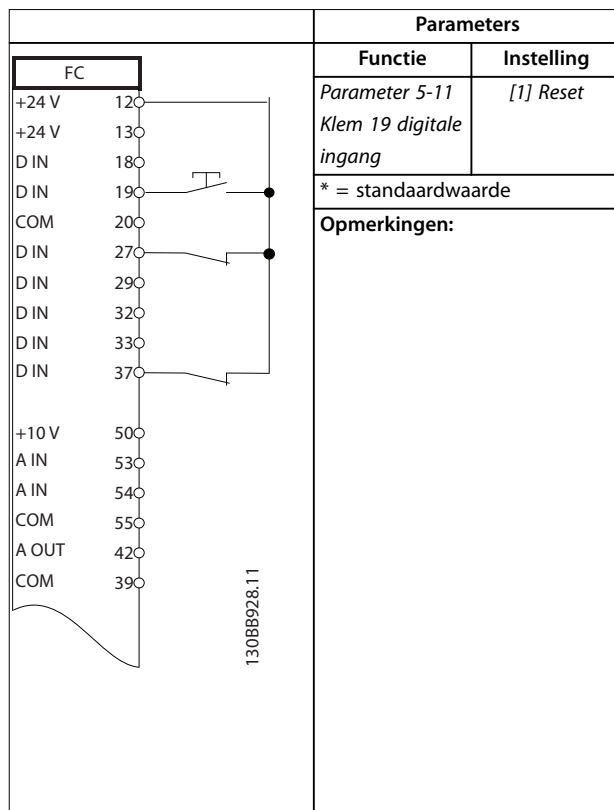 FC
+24 V 12
+24 V 13
D IN 18
D IN 19
COM 20
D IN 27
D IN 29
D IN 32
D IN 33
D IN 37
+10 V 50
A IN 53
A IN 54
COM 55
A OUT 42
COM 39
130BB928.11
Parameters
Functie Instelling
Parameter 5-11 [1] Reset
Klem 19 digitale
ingang
* = standaardwaarde
Opmerkingen: